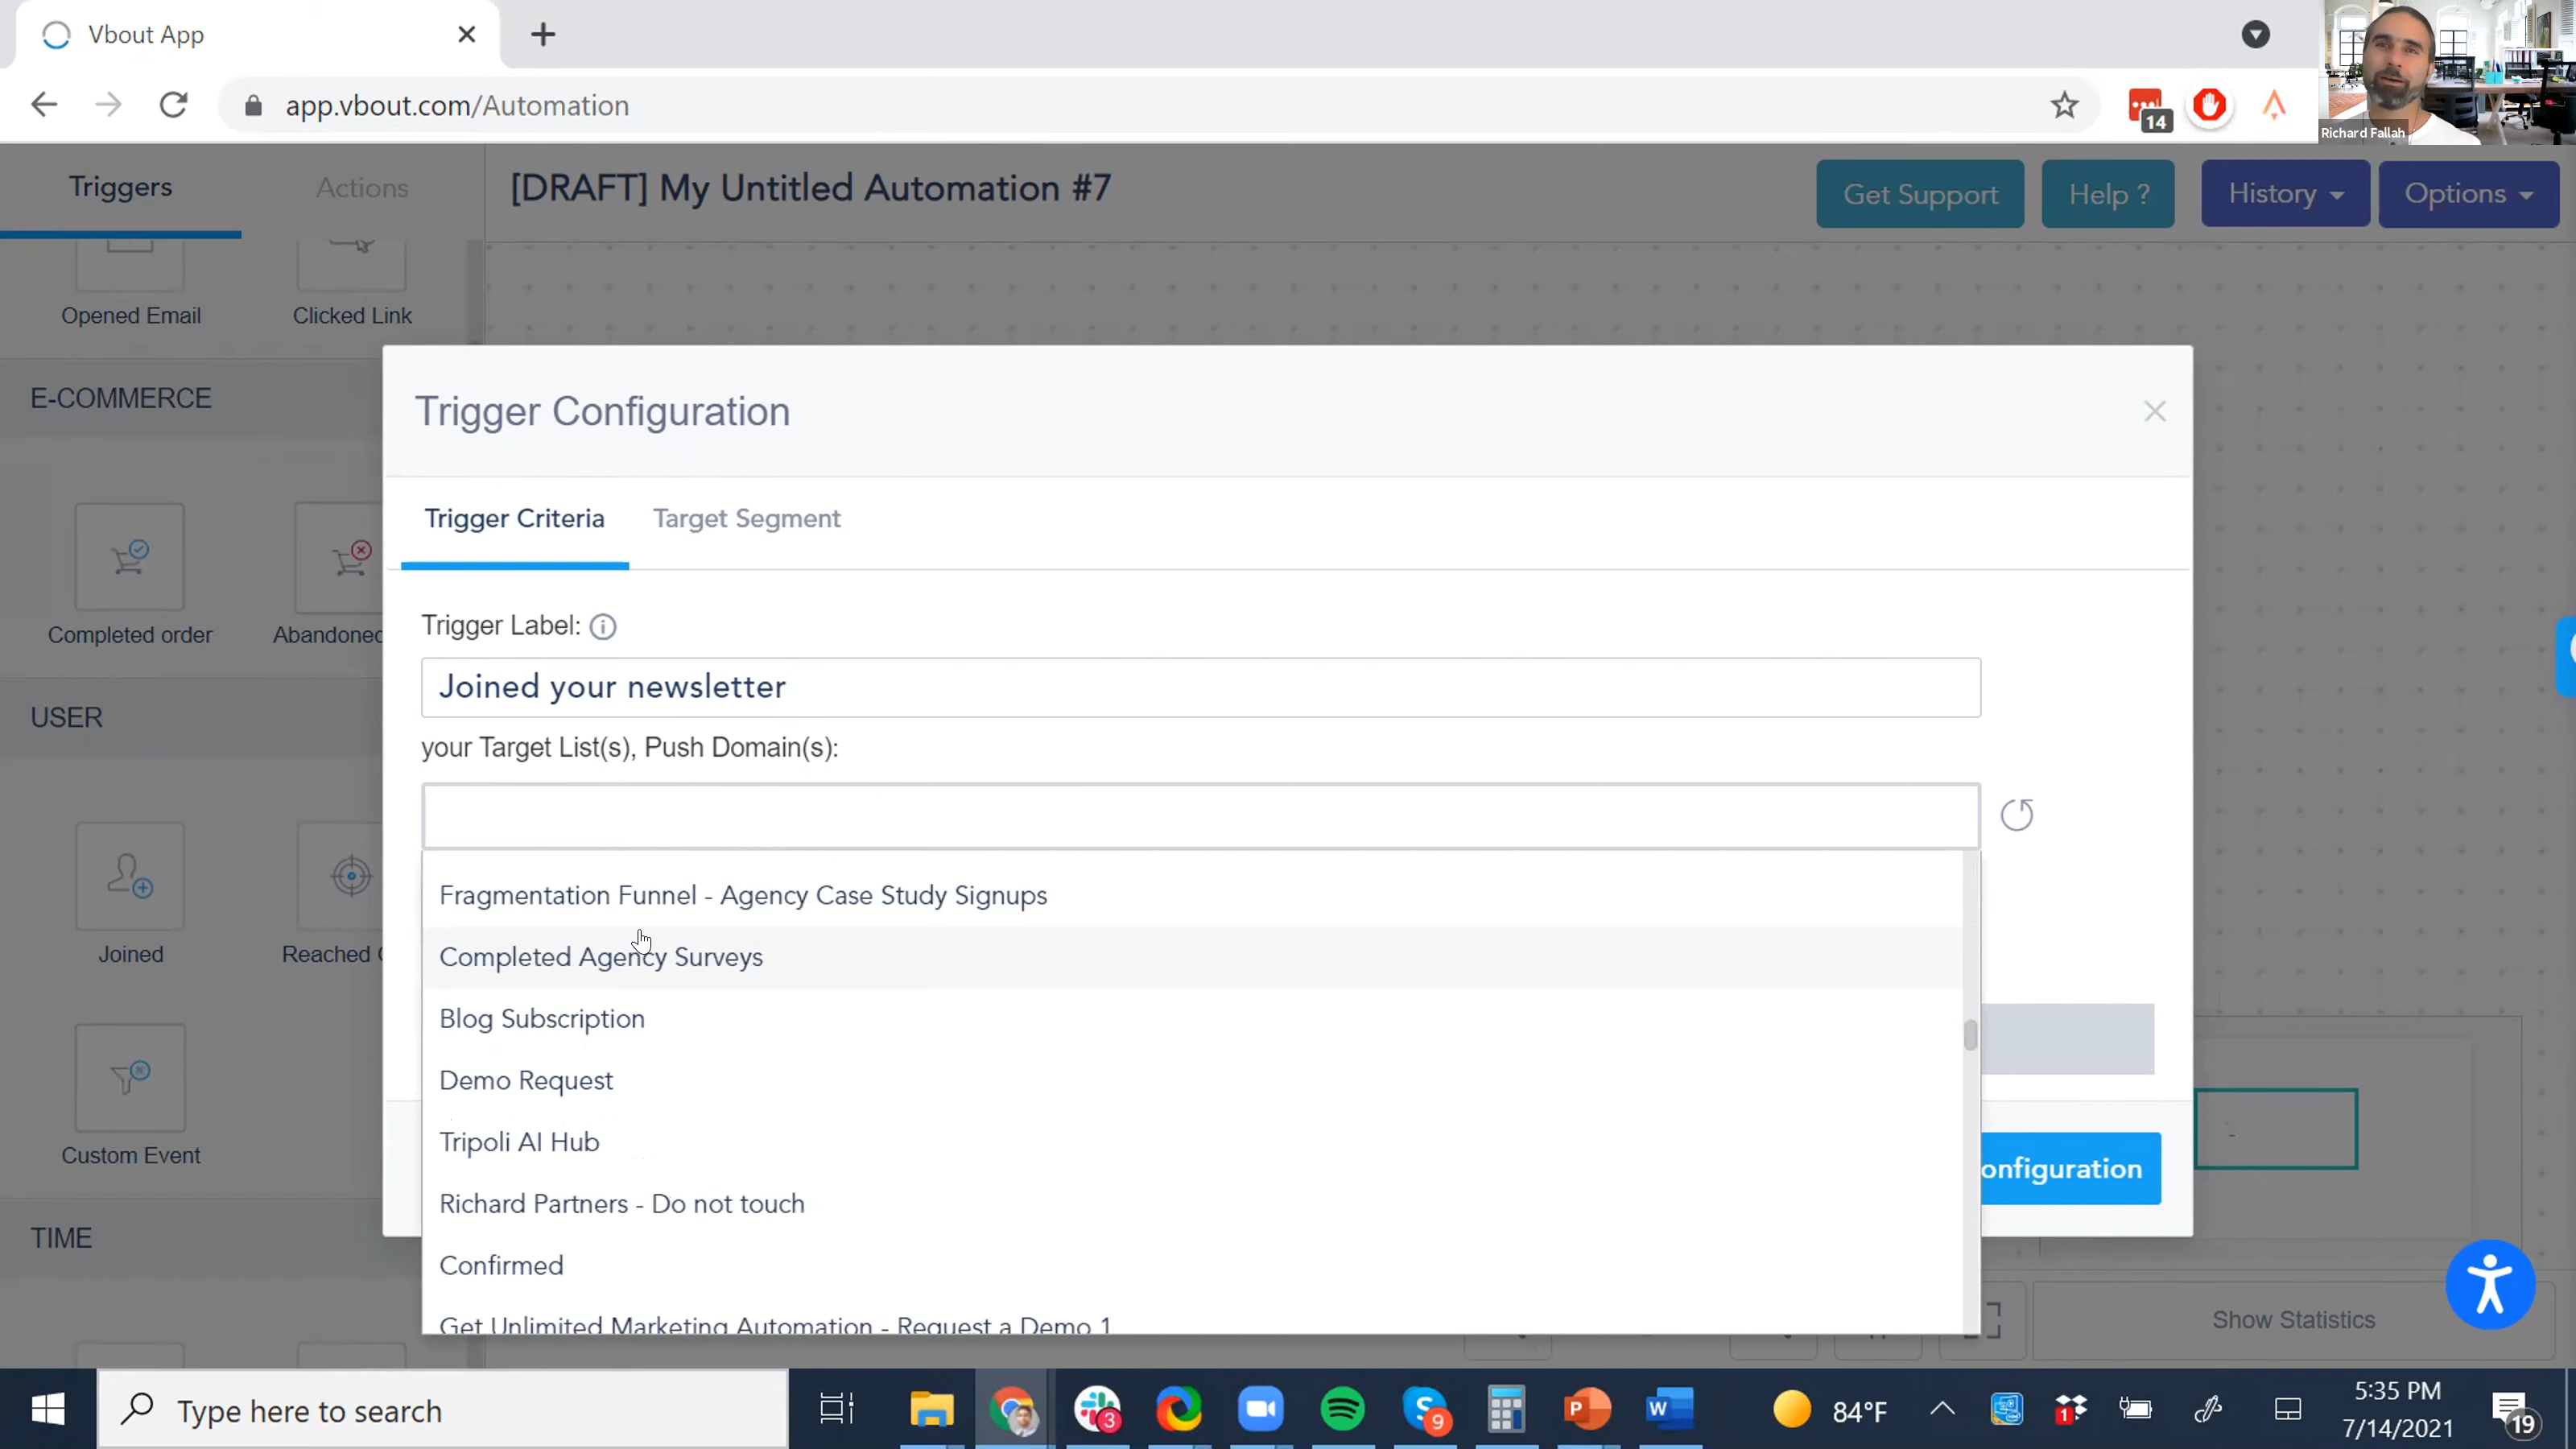 Vbout App
app.vbout.com/Automation
14
Richard Fallah
Triggers
Actions
[DRAFT] My Untitled Automation #7
Get Support
Help ?
History
Options
Opened Email
Clicked Link
E-COMMERCE
Completed order
Abandoned
USER
Joined
Reached
Custom Event
TIME
Trigger Configuration
Trigger Criteria
Target Segment
Trigger Label:
Joined your newsletter
your Target List(s), Push Domain(s):
Fragmentation Funnel - Agency Case Study Signups
Completed Agency Surveys
Blog Subscription
Demo Request
Tripoli AI Hub
Richard Partners - Do not touch
Confirmed
Get Unlimited Marketing Automation - Request a Demo 1
onfiguration
Show Statistics
Type here to search
3
9
84°F
1
5:35 PM
7/14/2021
19